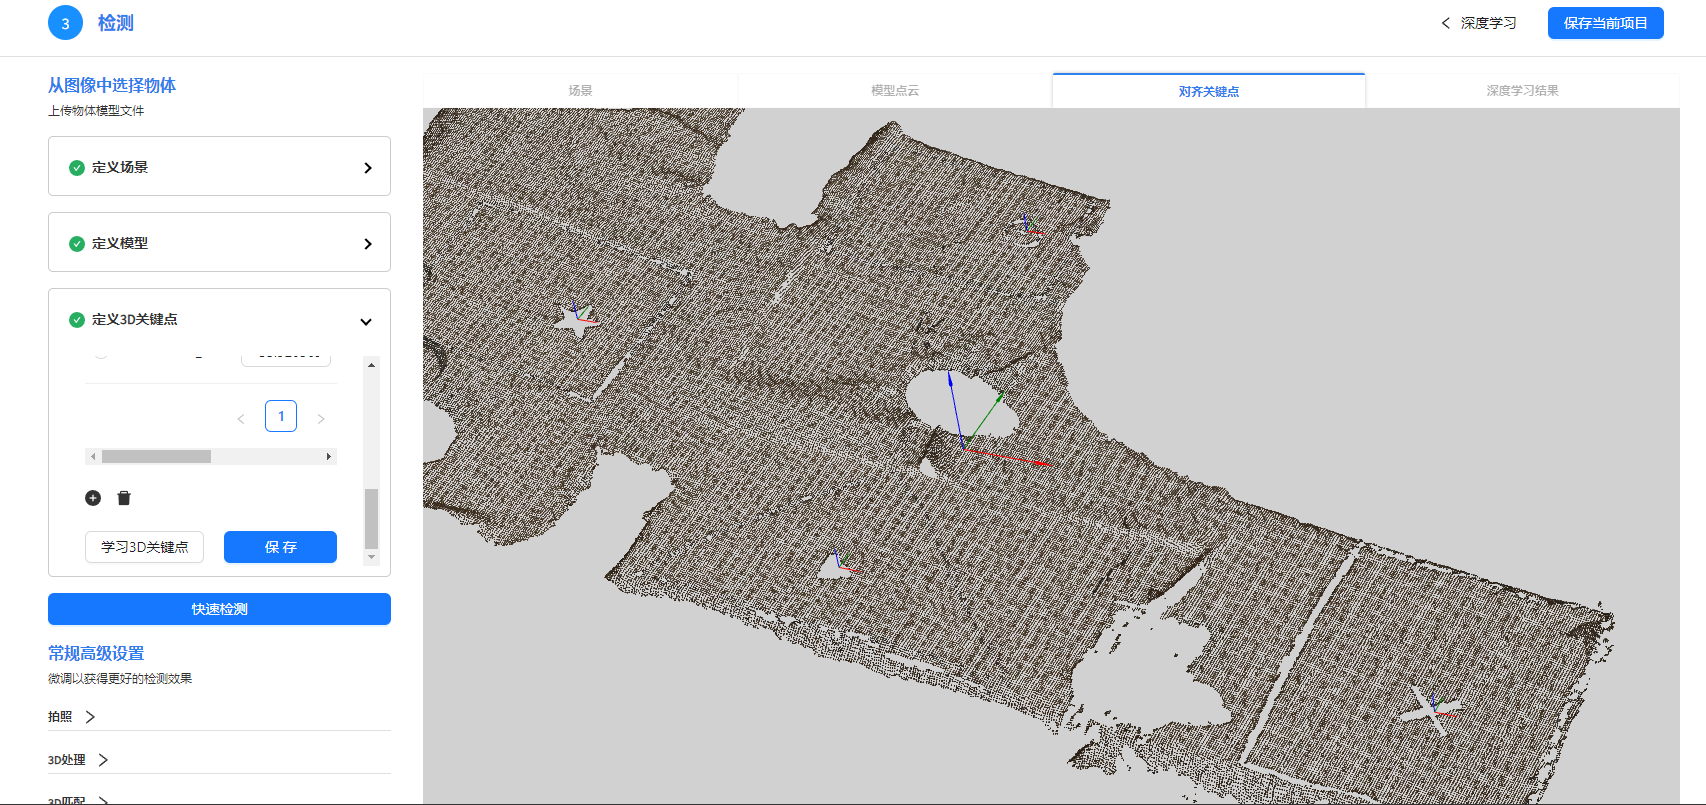 3 检测
深度学习
保存当前项目
从图像中选择物体
上传物体模型文件
定义场景
定义模型
定义3D关键点
1
学习3D关键点
保 存
快速检测
常规高级设置
微调以获得更好的检测效果
拍照
3D处理
3D匹配
场景
模型点云
对齐关键点
深度学习结果